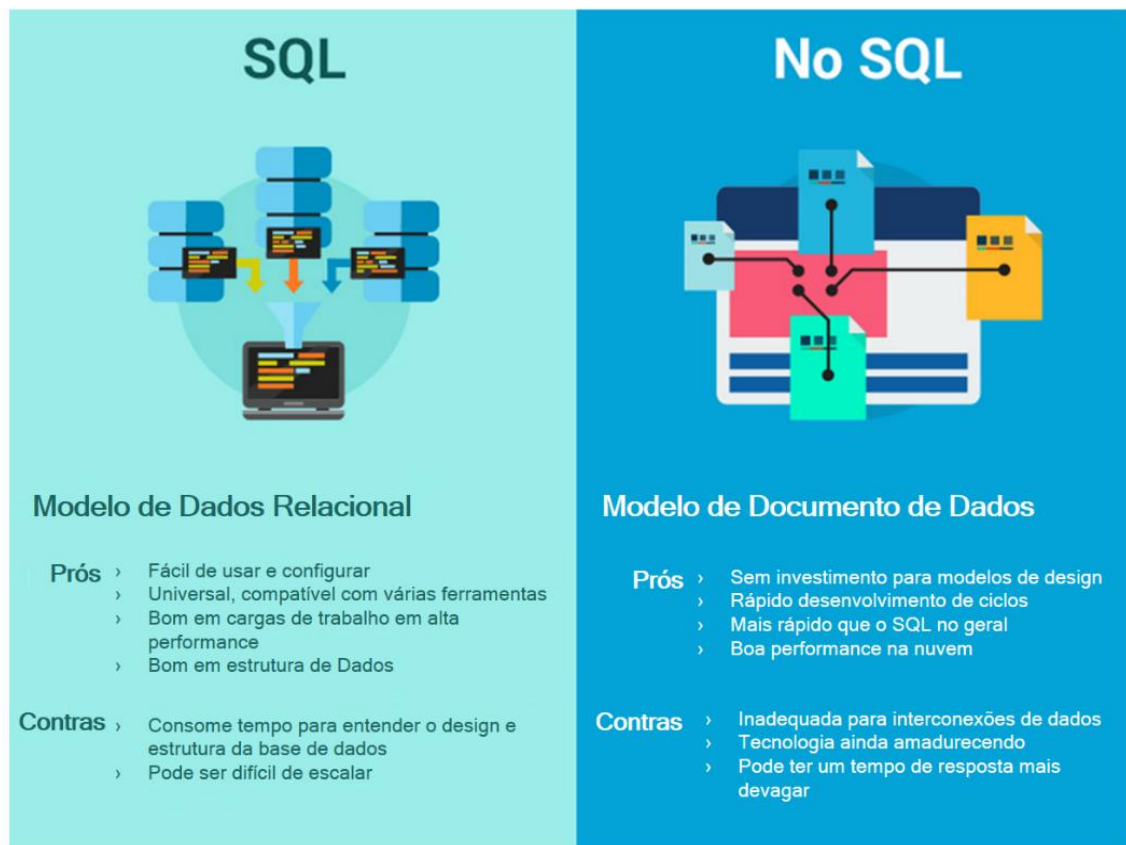 SQL
Modelo de Dados Relacional
Prós
› Fácil de usar e configurar
› Universal, compatível com várias ferramentas
› Bom em cargas de trabalho em alta
performance
› Bom em estrutura de Dados
Contras
› Consome tempo para entender o design e
estrutura da base de dados
› Pode ser difícil de escalar
No SQL
Modelo de Documento de Dados
Prós
› Sem investimento para modelos de design
› Rápido desenvolvimento de ciclos
› Mais rápido que o SQL no geral
› Boa performance na nuvem
Contras
› Inadequada para interconexões de dados
› Tecnologia ainda amadurecendo
› Pode ter um tempo de resposta mais
devagar